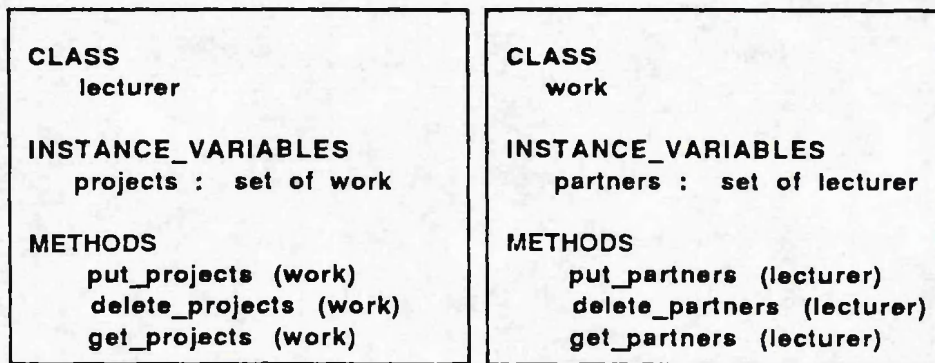 CLASS
lecturer
INSTANCE_VARIABLES
projects : set of work
METHODS
put_projects (work)
delete_projects (work)
get_projects (work)
CLASS
work
INSTANCE_VARIABLES
partners : set of lecturer
METHODS
put_partners (lecturer)
delete_partners (lecturer)
get_partners (lecturer)